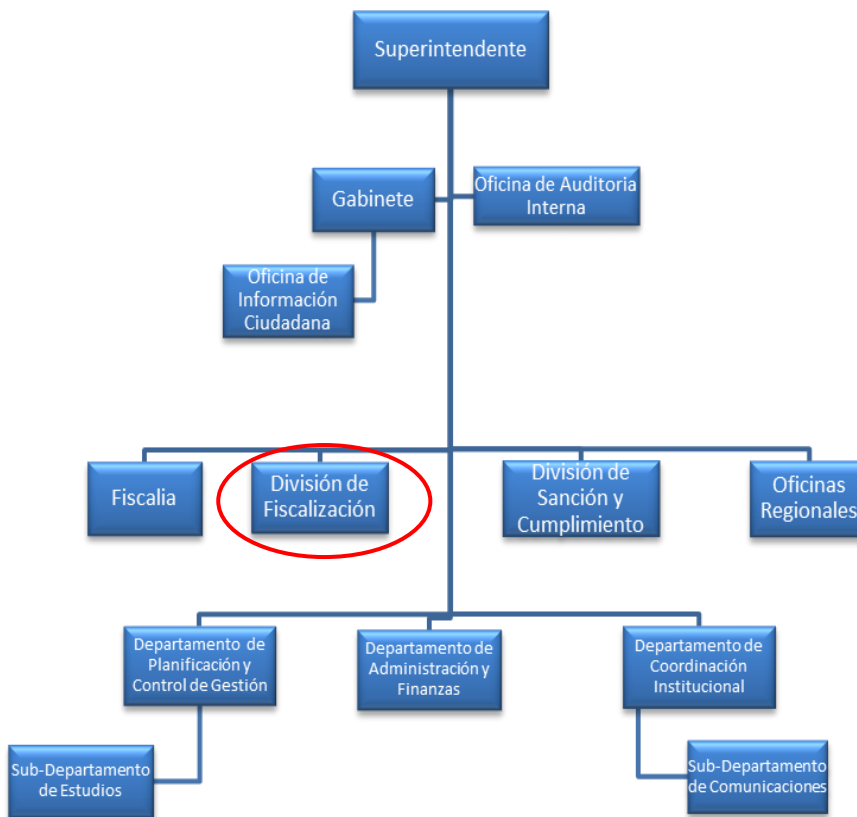 Superintendente
Gabinete
Oficina de Auditoria
Interna
Oficina de
Información
Ciudadana
Fiscalia
División de
Fiscalización
División de
Sanción y
Cumplimiento
Oficinas
Regionales
Departamento de
Planificación y
Control de Gestión
Departamento de
Administración y
Finanzas
Departamento de
Coordinación
Institucional
Sub-Departamento
de Estudios
Sub-Departamento
de Comunicaciones